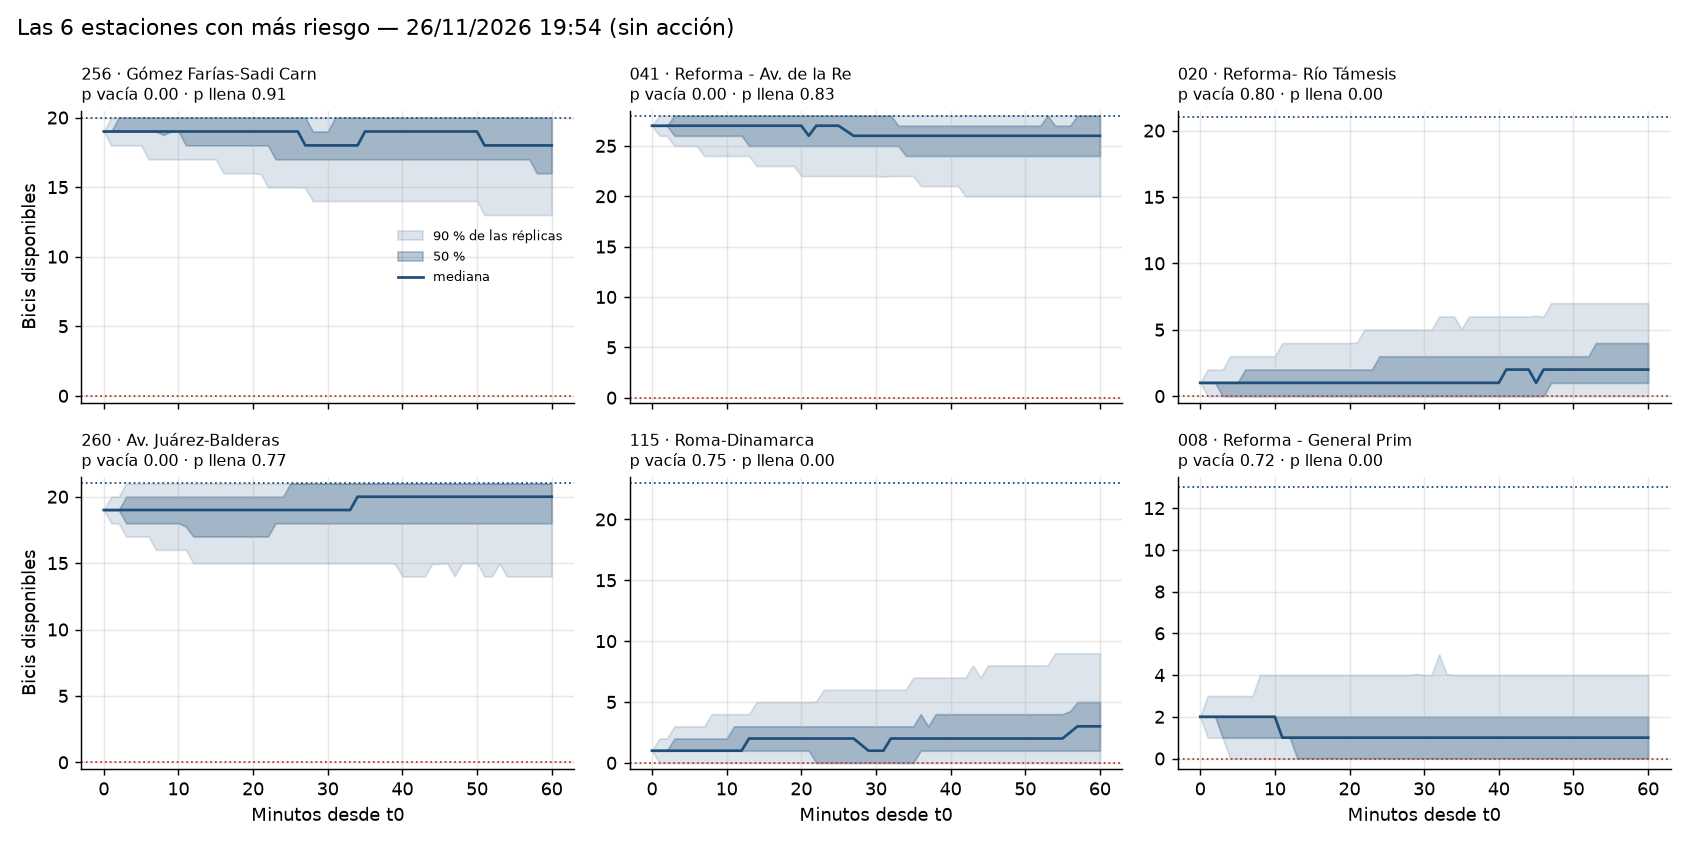 Las 6 estaciones con más riesgo — 26/11/2026 19:54 (sin acción)
256 · Gómez Farías-Sadi Carn
p vacía 0.00 · p llena 0.91
20
15
10
5
0
Bicis disponibles
90 % de las réplicas
50 %
mediana
041 · Reforma - Av. de la Re
p vacía 0.00 · p llena 0.83
25
20
15
10
5
0
020 · Reforma- Río Támesis
p vacía 0.80 · p llena 0.00
20
15
10
5
0
260 · Av. Juárez-Balderas
p vacía 0.00 · p llena 0.77
20
15
10
5
0
Bicis disponibles
0 10 20 30 40 50 60
Minutos desde t0
115 · Roma-Dinamarca
p vacía 0.75 · p llena 0.00
20
15
10
5
0
0 10 20 30 40 50 60
Minutos desde t0
008 · Reforma - General Prim
p vacía 0.72 · p llena 0.00
12
10
8
6
4
2
0
0 10 20 30 40 50 60
Minutos desde t0